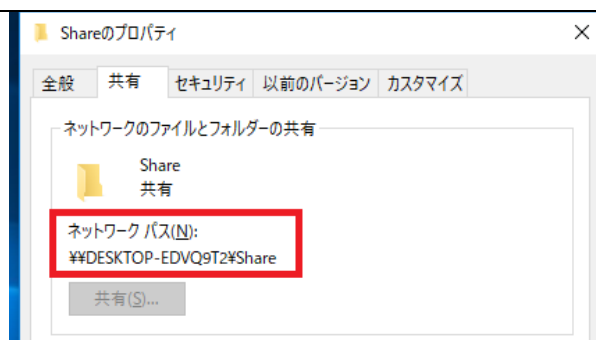 Shareのプロパティ
全般 共有 セキュリティ 以前のバージョン カスタマイズ
ネットワークのファイルとフォルダーの共有
Share
共有
ネットワーク パス(N):
¥¥DESKTOP-EDVQ9T2¥Share
共有(S)...